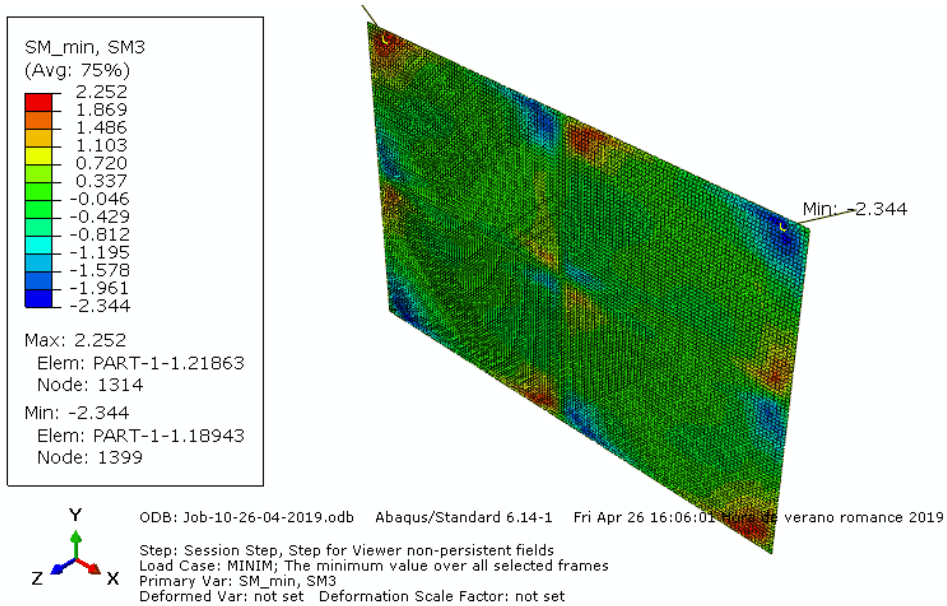 SM_min, SM3
(Avg: 75%)
2.252
1.869
1.486
1.103
0.720
0.337
-0.046
-0.429
-0.812
-1.195
-1.578
-1.961
-2.344
Max: 2.252
Elem: PART-1-1.21863
Node: 1314
Min: -2.344
Elem: PART-1-1.18943
Node: 1399
Min: -2.344
Y
Z
X
ODB: Job-10-26-04-2019.odb Abaqus/Standard 6.14-1 Fri Apr 26 16:06:01 Hora de verano romance 2019
Step: Session Step, Step for Viewer non-persistent fields
Load Case: MINIM; The minimum value over all selected frames
Primary Var: SM_min, SM3
Deformed Var: not set Deformation Scale Factor: not set